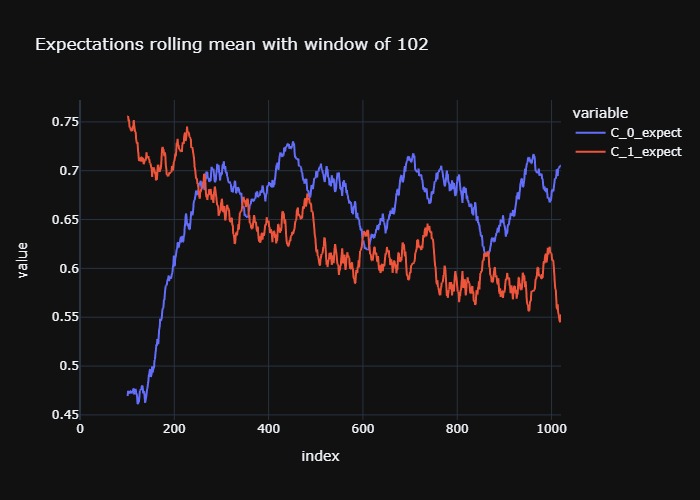 Expectations rolling mean with window of 102
variable
C_0_expect
C_1_expect
value
0.75
0.7
0.65
0.6
0.55
0.5
0.45
0
200
400
600
800
1000
index